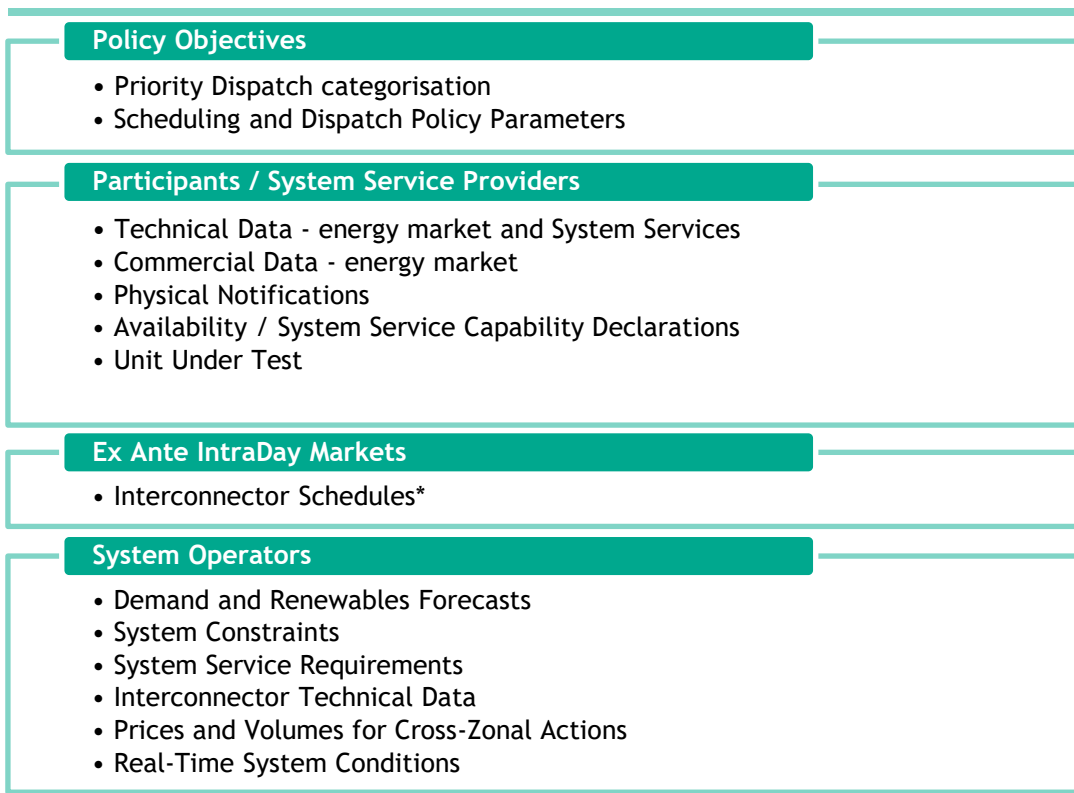 Policy Objectives
• Priority Dispatch categorisation
• Scheduling and Dispatch Policy Parameters
Participants / System Service Providers
• Technical Data - energy market and System Services
• Commercial Data - energy market
• Physical Notifications
• Availability / System Service Capability Declarations
• Unit Under Test
Ex Ante IntraDay Markets
• Interconnector Schedules*
System Operators
• Demand and Renewables Forecasts
• System Constraints
• System Service Requirements
• Interconnector Technical Data
• Prices and Volumes for Cross-Zonal Actions
• Real-Time System Conditions